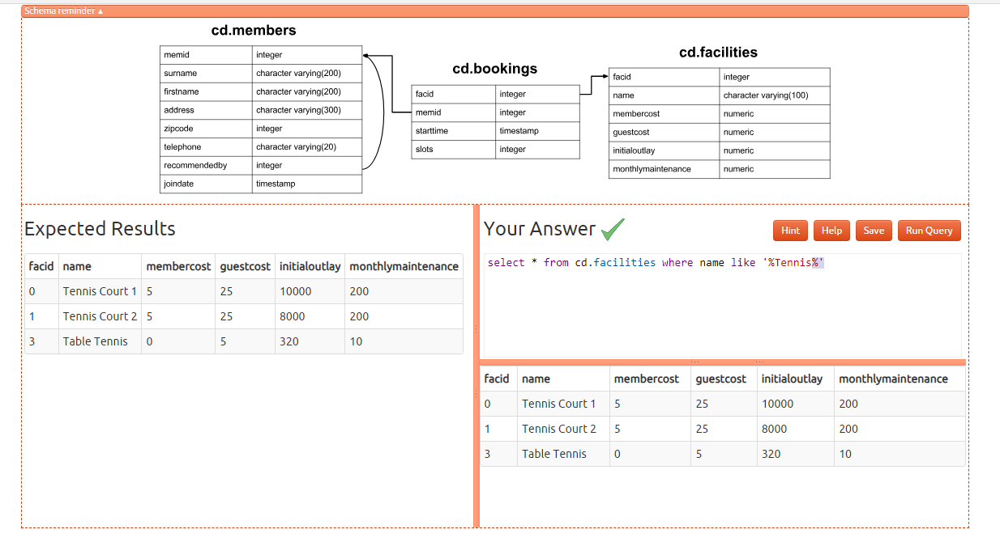 Schema reminder ▲
cd.members
memid integer
surname character varying(200)
firstname character varying(200)
address character varying(300)
zipcode integer
telephone character varying(20)
recommendedby integer
joindate timestamp
cd.bookings
facid integer
memid integer
starttime timestamp
slots integer
cd.facilities
facid integer
name character varying(100)
membercost numeric
guestcost numeric
initialoutlay numeric
monthlymaintenance numeric
Expected Results
facid name membercost guestcost initialoutlay monthlymaintenance
0 Tennis Court 1 5 25 10000 200
1 Tennis Court 2 5 25 8000 200
3 Table Tennis 0 5 320 10
Your Answer
Hint Help Save Run Query
select * from cd.facilities where name like '%Tennis%'
facid name membercost guestcost initialoutlay monthlymaintenance
0 Tennis Court 1 5 25 10000 200
1 Tennis Court 2 5 25 8000 200
3 Table Tennis 0 5 320 10